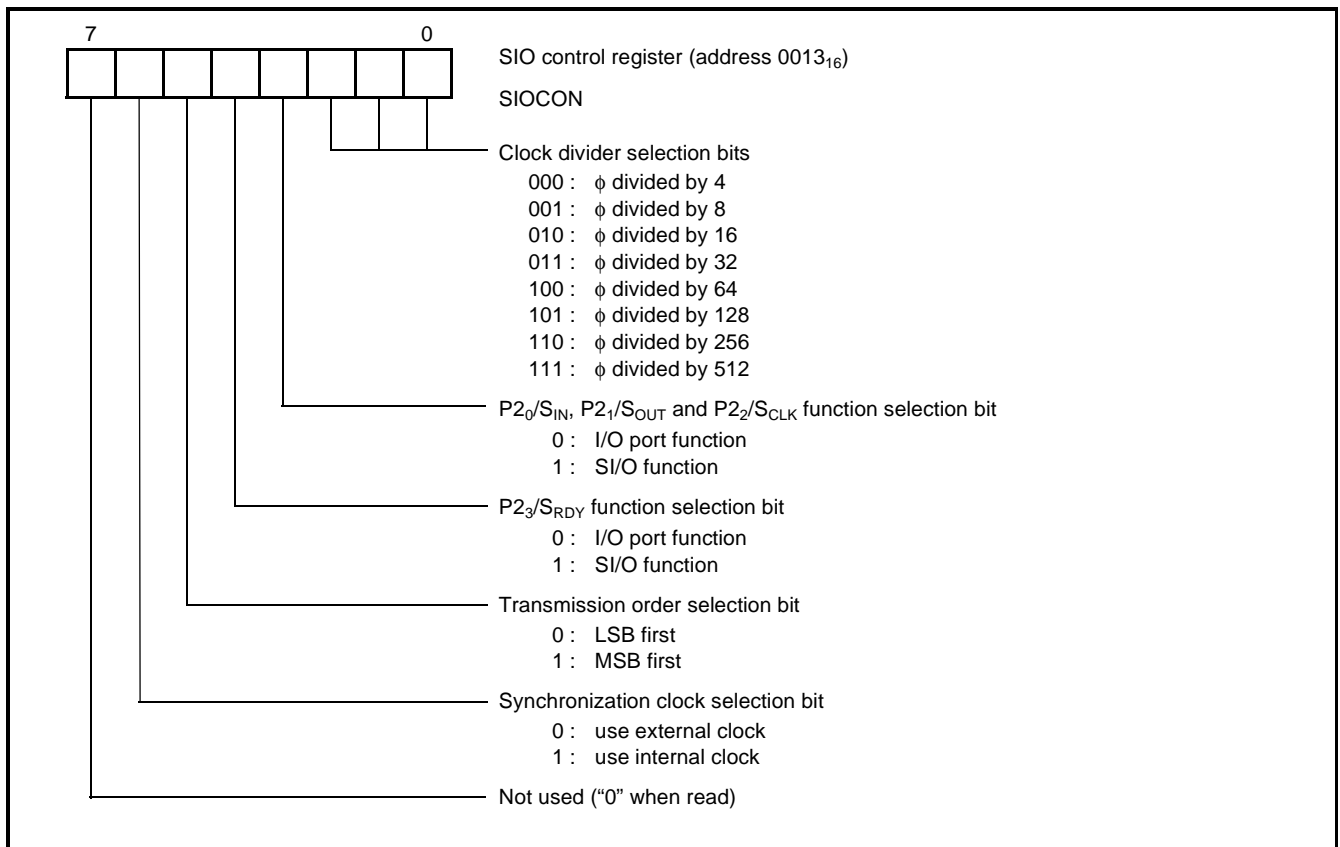 7 0
SIO control register (address 0013₁₆)
SIOCON
Clock divider selection bits
000 : ϕ divided by 4
001 : ϕ divided by 8
010 : ϕ divided by 16
011 : ϕ divided by 32
100 : ϕ divided by 64
101 : ϕ divided by 128
110 : ϕ divided by 256
111 : ϕ divided by 512
P2₀/S_IN, P2₁/S_OUT and P2₂/S_CLK function selection bit
0 : I/O port function
1 : SI/O function
P2₃/S_RDY function selection bit
0 : I/O port function
1 : SI/O function
Transmission order selection bit
0 : LSB first
1 : MSB first
Synchronization clock selection bit
0 : use external clock
1 : use internal clock
Not used (“0” when read)